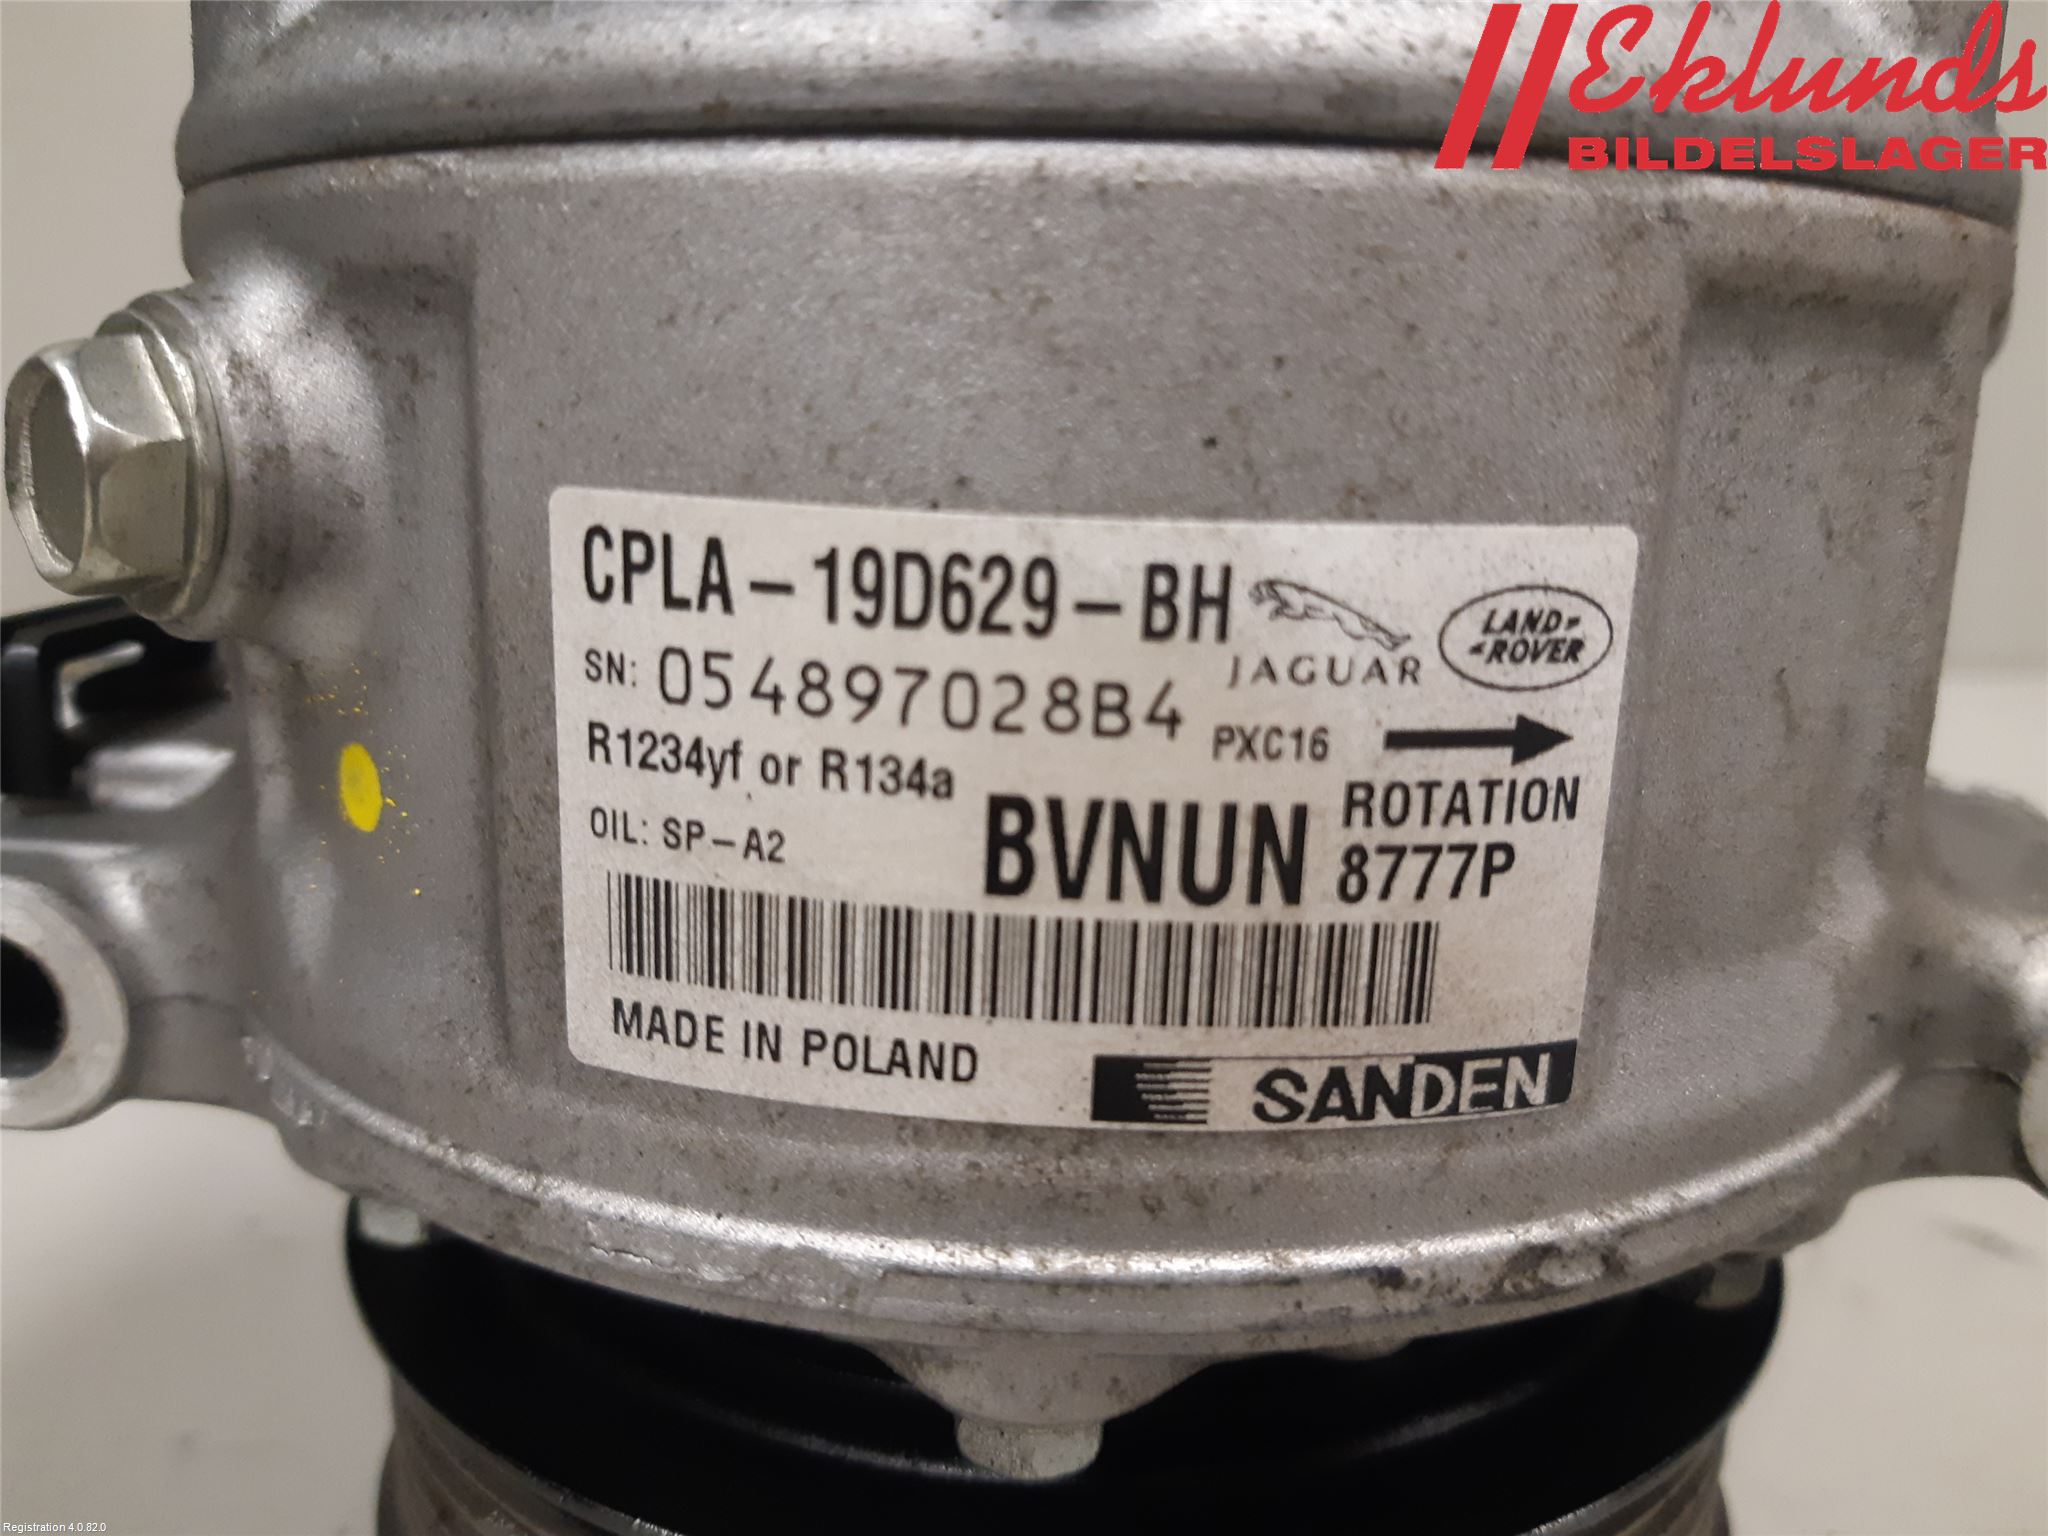 Eklunds
BILDELSLAGER
CPLA-19D629-BH
JAGUAR
LAND-
-ROVER
SN: 054897028B4
PXC16
R1234yf or R134a
ROTATION
OIL: SP-A2
BVNUN
8777P
MADE IN POLAND
SANDEN
Registration 4.0.82.0